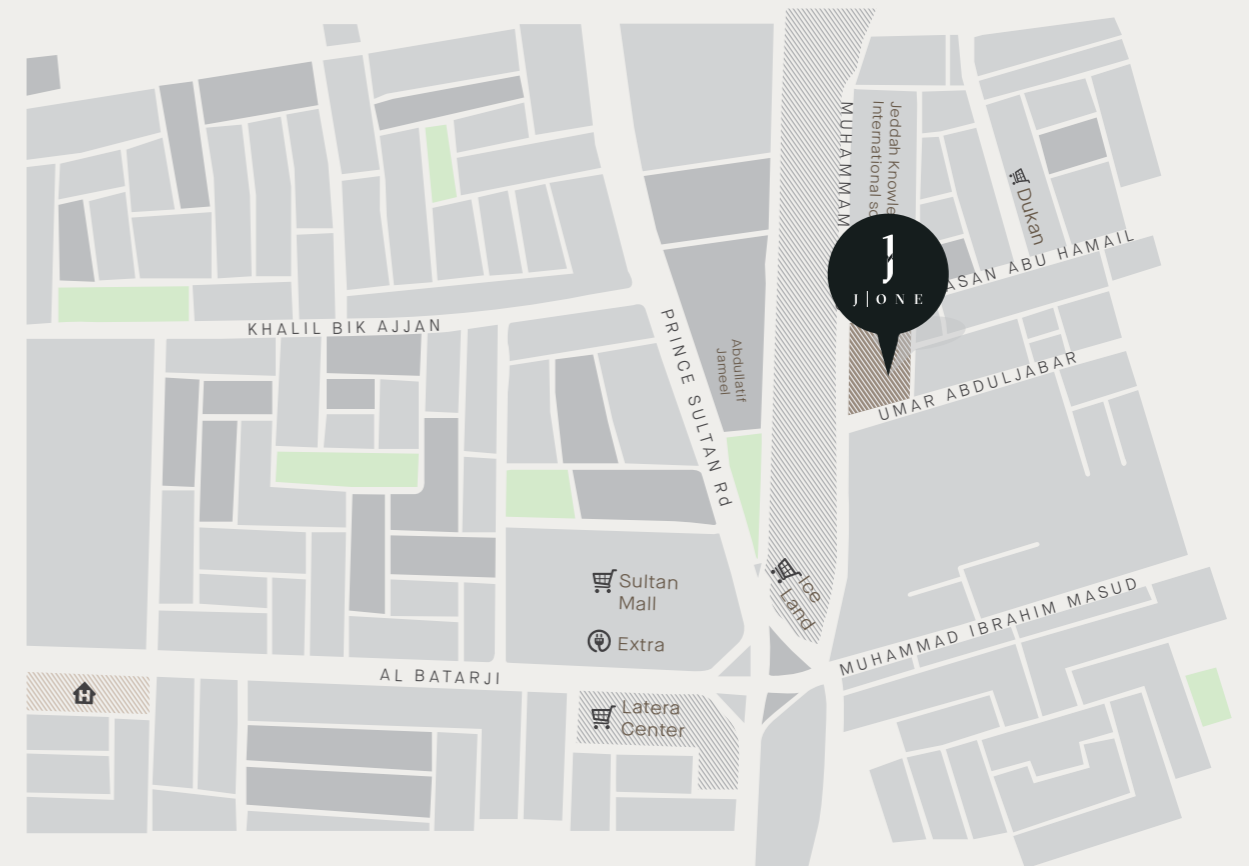 MUHAMMAM
Jeddah Knowle
International sc
Dukan
ASAN ABU HAMAIL
J|ONE
KHALIL BIK AJJAN
PRINCE SULTAN Rd
Abdullatif
Jameel
UMAR ABDULJABAR
Sultan
Mall
Ice
Land
Extra
MUHAMMAD IBRAHIM MASUD
AL BATARJI
H
Latera
Center